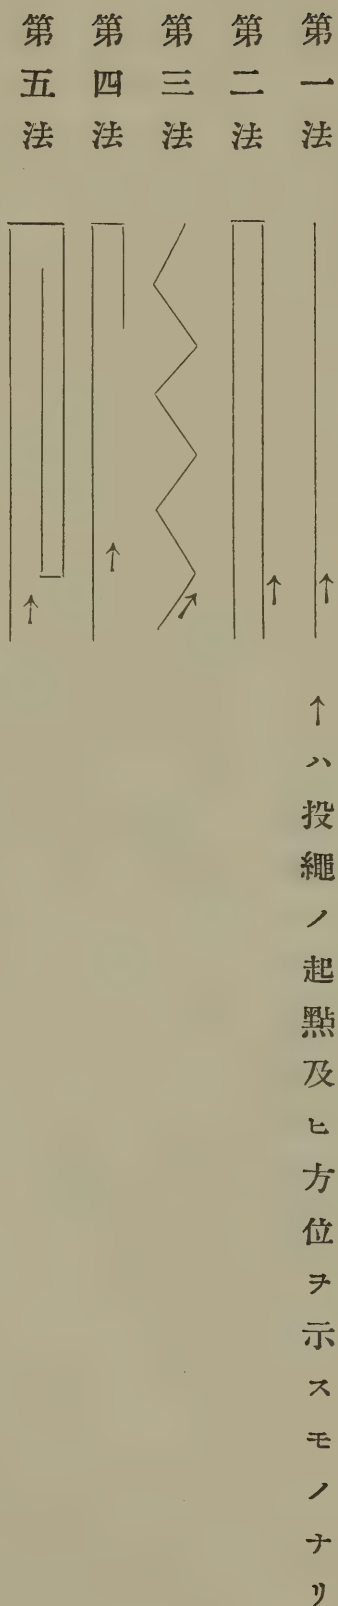 第一法
↑ハ投繩ノ起點及ヒ方位ヲ示スモノナリ
第二法
第三法
第四法
第五法